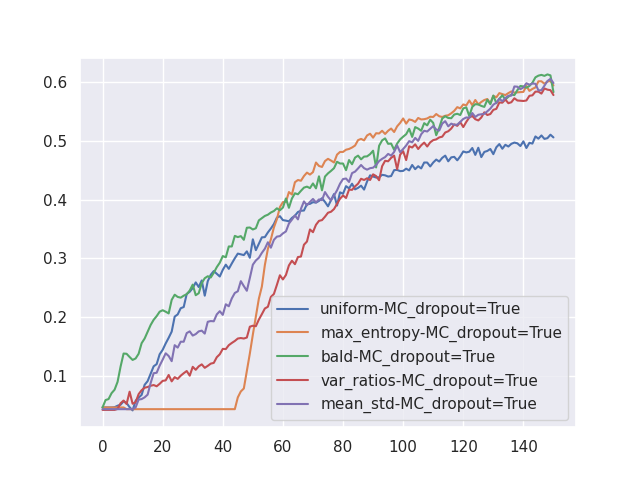 0.6
0.5
0.4
0.3
0.2
0.1
uniform-MC_dropout=True
max_entropy-MC_dropout=True
bald-MC_dropout=True
var_ratios-MC_dropout=True
mean_std-MC_dropout=True
0 20 40 60 80 100 120 140